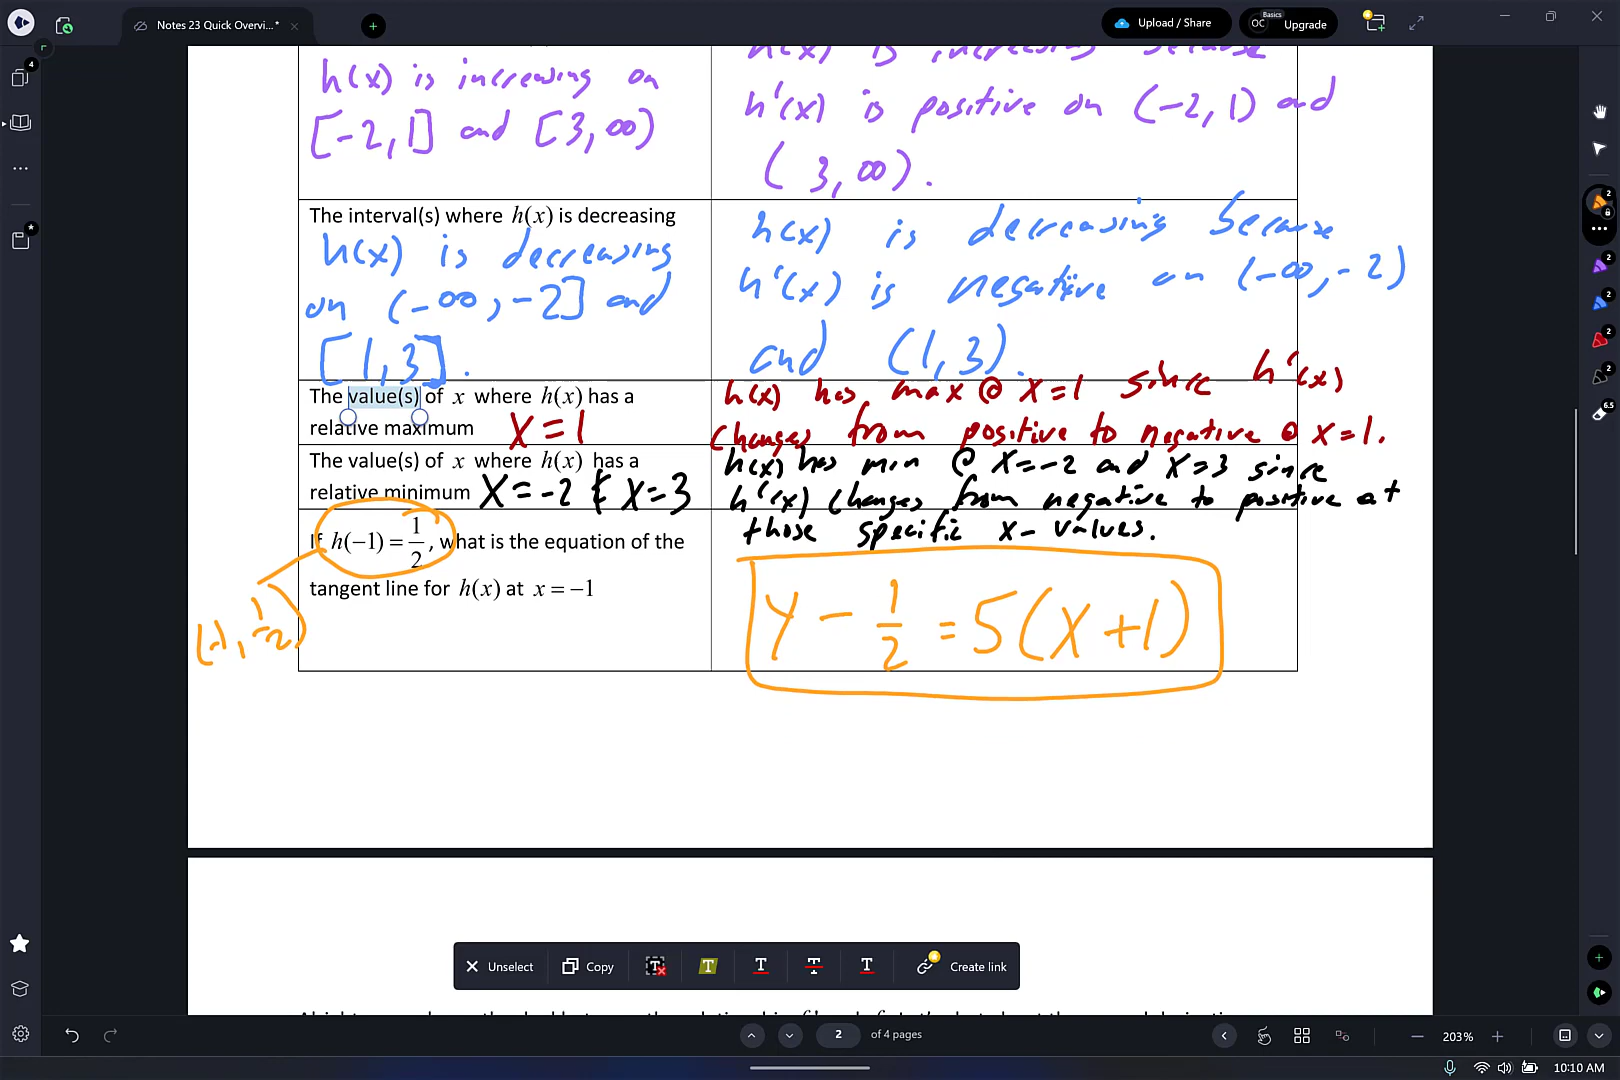 Notes 23 Quick Overvi... *
Upload / Share
OC
Basics
Upgrade
h(x) is increasing on
[-2, 1] and [3, ∞)
h(x) is increasing because
h'(x) is positive on (-2, 1) and
(3, ∞).
The interval(s) where h(x) is decreasing
h(x) is decreasing
on (-∞, -2] and
[1, 3].
h(x) is decreasing because
h'(x) is negative on (-∞, -2)
and (1, 3).
The value(s) of x where h(x) has a
relative maximum x = 1
h(x) has max @ x = 1 since h'(x)
changes from positive to negative @ x = 1.
The value(s) of x where h(x) has a
relative minimum x = -2 & x = 3
h(x) has min @ x = -2 and x = 3 since
h'(x) changes from negative to positive at
those specific x-values.
If h(−1) = 1/2, what is the equation of the
tangent line for h(x) at x = −1
(-1, 1/2)
y - 1/2 = 5(x + 1)
Unselect
Copy
Create link
2
of 4 pages
203%
10:10 AM